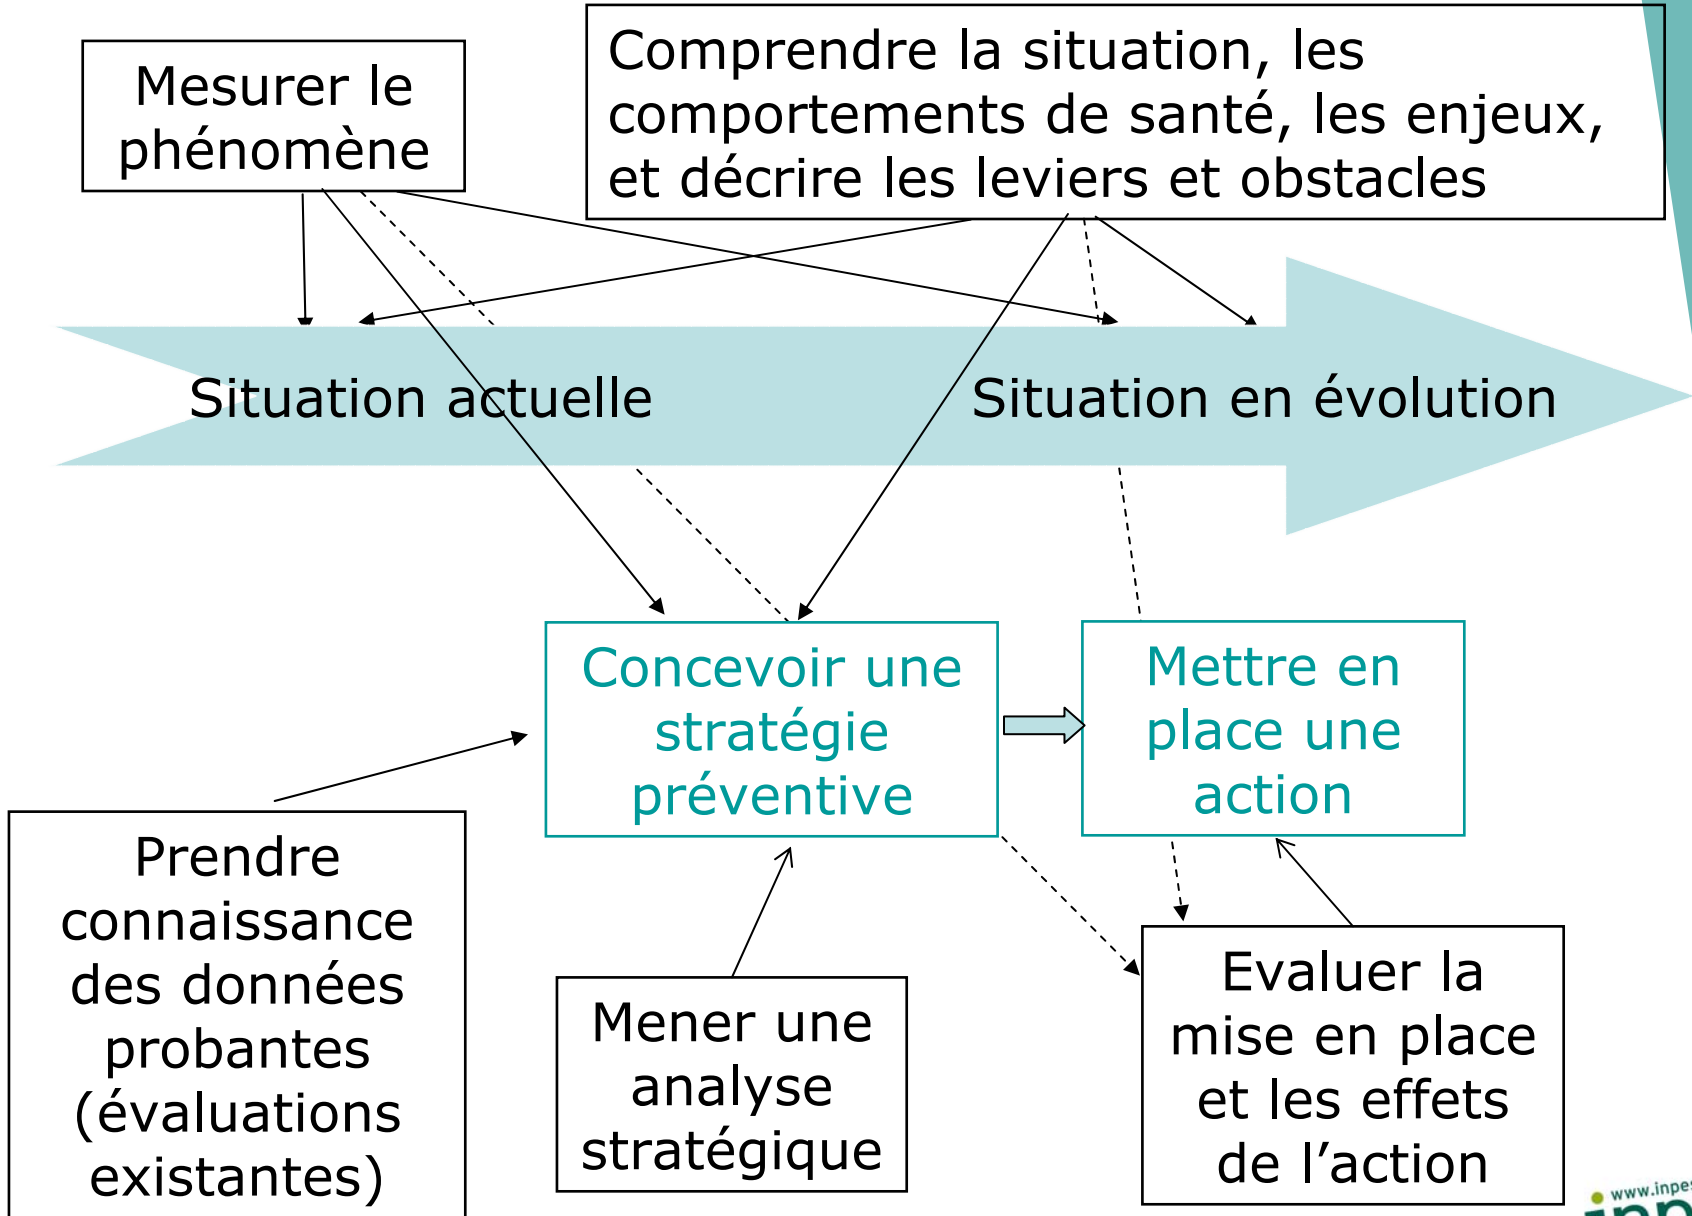 Mesurer le
phénomène
Comprendre la situation, les
comportements de santé, les enjeux,
et décrire les leviers et obstacles
Situation actuelle
Situation en évolution
Concevoir une
stratégie
préventive
Mettre en
place une
action
Prendre
connaissance
des données
probantes
(évaluations
existantes)
Mener une
analyse
stratégique
Evaluer la
mise en place
et les effets
de l’action